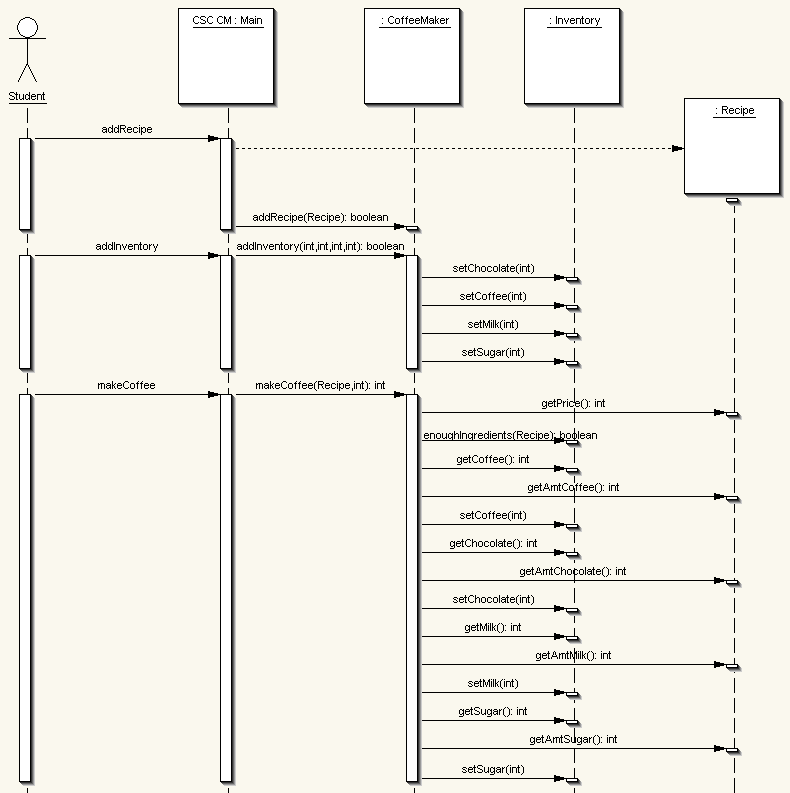 CSC CM : Main
: CoffeeMaker
: Inventory
Student
: Recipe
addRecipe
addRecipe(Recipe): boolean
addInventory
addInventory(int,int,int,int): boolean
setChocolate(int)
setCoffee(int)
setMilk(int)
setSugar(int)
makeCoffee
makeCoffee(Recipe,int): int
getPrice(): int
enoughIngredients(Recipe): boolean
getCoffee(): int
getAmtCoffee(): int
setCoffee(int)
getChocolate(): int
getAmtChocolate(): int
setChocolate(int)
getMilk(): int
getAmtMilk(): int
setMilk(int)
getSugar(): int
getAmtSugar(): int
setSugar(int)